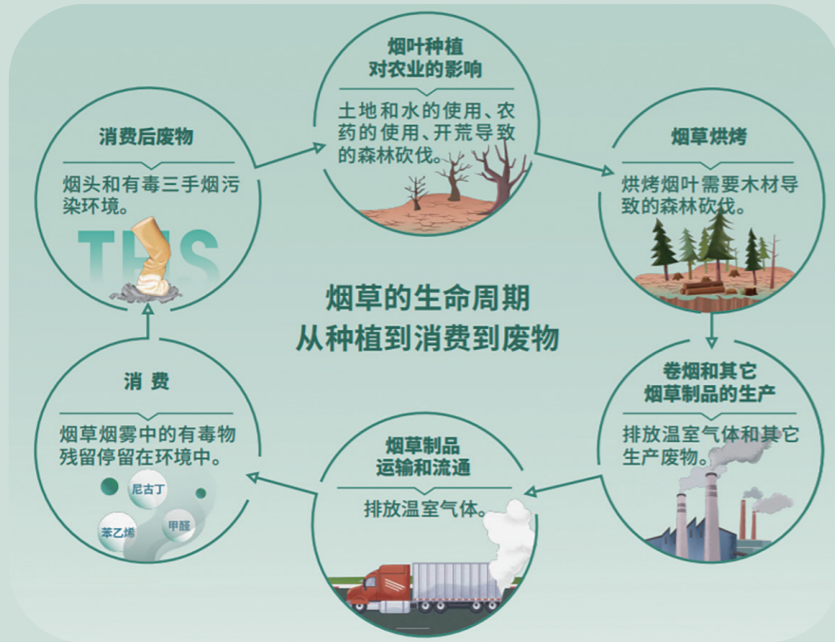 烟叶种植
对农业的影响
土地和水的使用、农
药的使用、开荒导致
的森林砍伐。
烟草烘烤
烘烤烟叶需要木材导
致的森林砍伐。
卷烟和其它
烟草制品的生产
排放温室气体和其它
生产废物。
烟草制品
运输和流通
排放温室气体。
消 费
烟草烟雾中的有毒物
残留停留在环境中。
尼古丁
苯乙烯
甲醛
消费后废物
烟头和有毒三手烟污
染环境。
THS
烟草的生命周期
从种植到消费到废物